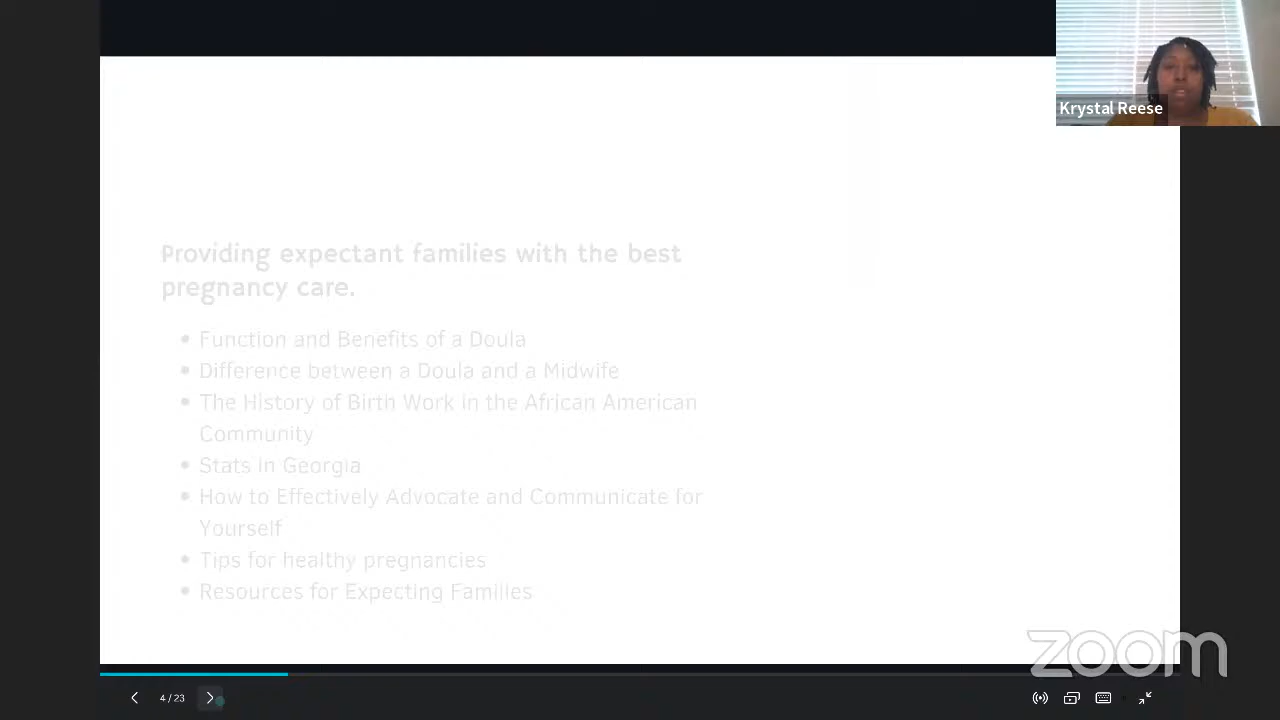 Krystal Reese
Providing expectant families with the best
pregnancy care.
• Function and Benefits of a Doula
• Difference between a Doula and a Midwife
• The History of Birth Work in the African American
Community
• Stats in Georgia
• How to Effectively Advocate and Communicate for
Yourself
• Tips for healthy pregnancies
• Resources for Expecting Families
zoom
4 / 23